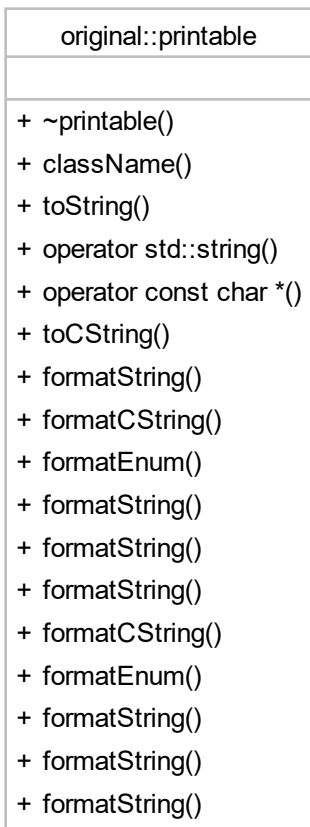 original::printable
+ ~printable()
+ className()
+ toString()
+ operator std::string()
+ operator const char *()
+ toCString()
+ formatString()
+ formatCString()
+ formatEnum()
+ formatString()
+ formatString()
+ formatString()
+ formatCString()
+ formatEnum()
+ formatString()
+ formatString()
+ formatString()